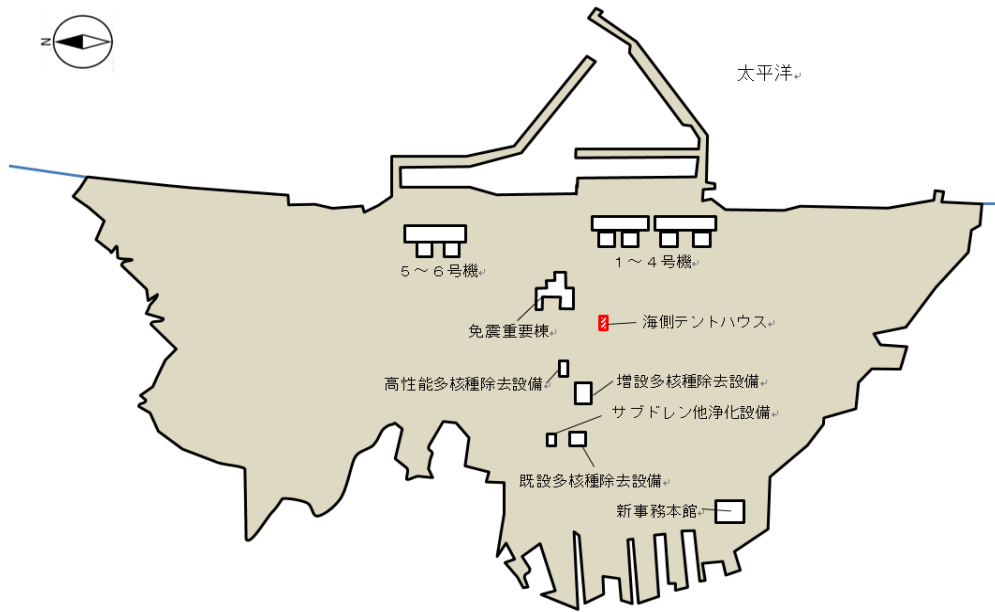 N
太平洋
5～6号機
1～4号機
免震重要棟
海側テントハウス
高性能多核種除去設備
増設多核種除去設備
サブドレン他浄化設備
既設多核種除去設備
新事務本館